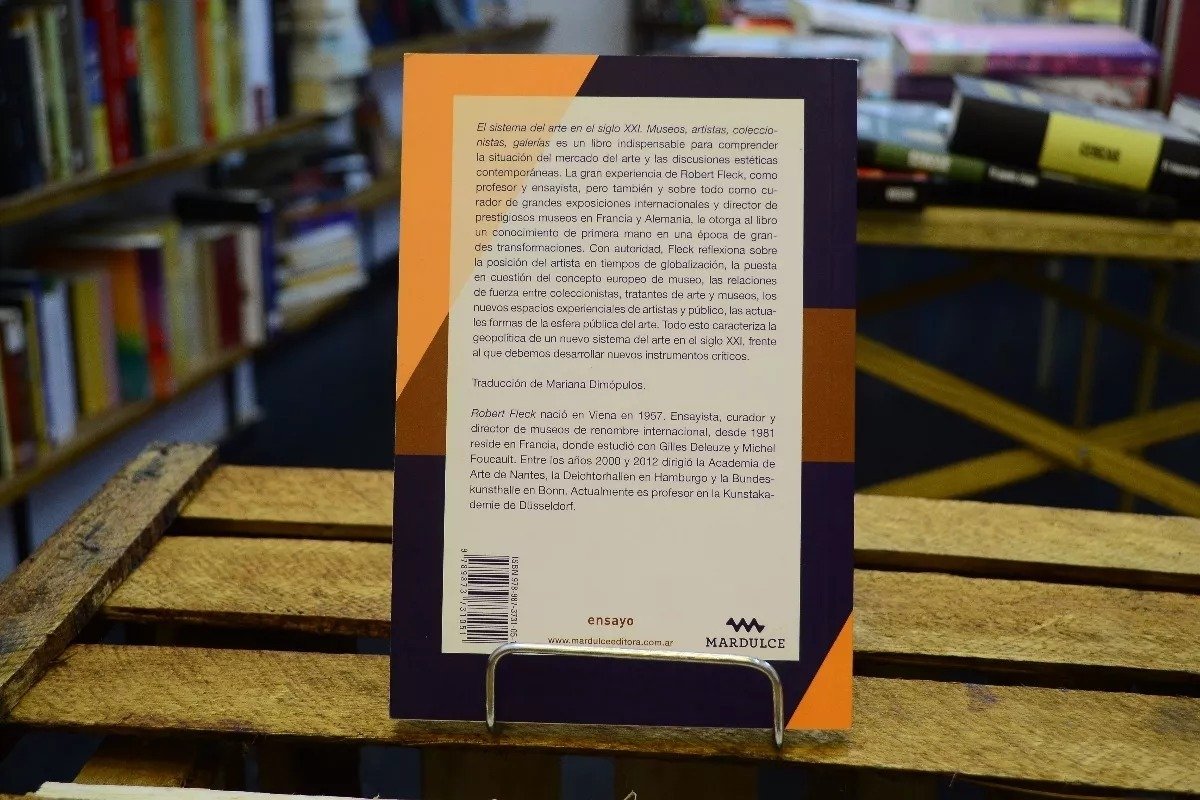 El sistema del arte en el siglo XXI. Museos, artistas, coleccio-
nistas, galerías es un libro indispensable para comprender
la situación del mercado del arte y las discusiones estéticas
contemporáneas. La gran experiencia de Robert Fleck, como
profesor y ensayista, pero también y sobre todo como cu-
rador de grandes exposiciones internacionales y director de
prestigiosos museos en Francia y Alemania, le otorga al libro
un conocimiento de primera mano en una época de gran-
des transformaciones. Con autoridad, Fleck reflexiona sobre
la posición del artista en tiempos de globalización, la puesta
en cuestión del concepto europeo de museo, las relaciones
de fuerza entre coleccionistas, tratantes de arte y museos, los
nuevos espacios experienciales de artistas y público, las actua-
les formas de la esfera pública del arte. Todo esto caracteriza la
geopolítica de un nuevo sistema del arte en el siglo XXI, frente
al que debemos desarrollar nuevos instrumentos críticos.
Traducción de Mariana Dimópulos.
Robert Fleck nació en Viena en 1957. Ensayista, curador y
director de museos de renombre internacional, desde 1981
reside en Francia, donde estudió con Gilles Deleuze y Michel
Foucault. Entre los años 2000 y 2012 dirigió la Academia de
Arte de Nantes, la Deichtorhallen en Hamburgo y la Bundes-
kunsthalle en Bonn. Actualmente es profesor en la Kunstaka-
demie de Düsseldorf.
ensayo
www.mardulceeditora.com.ar
MARDULCE